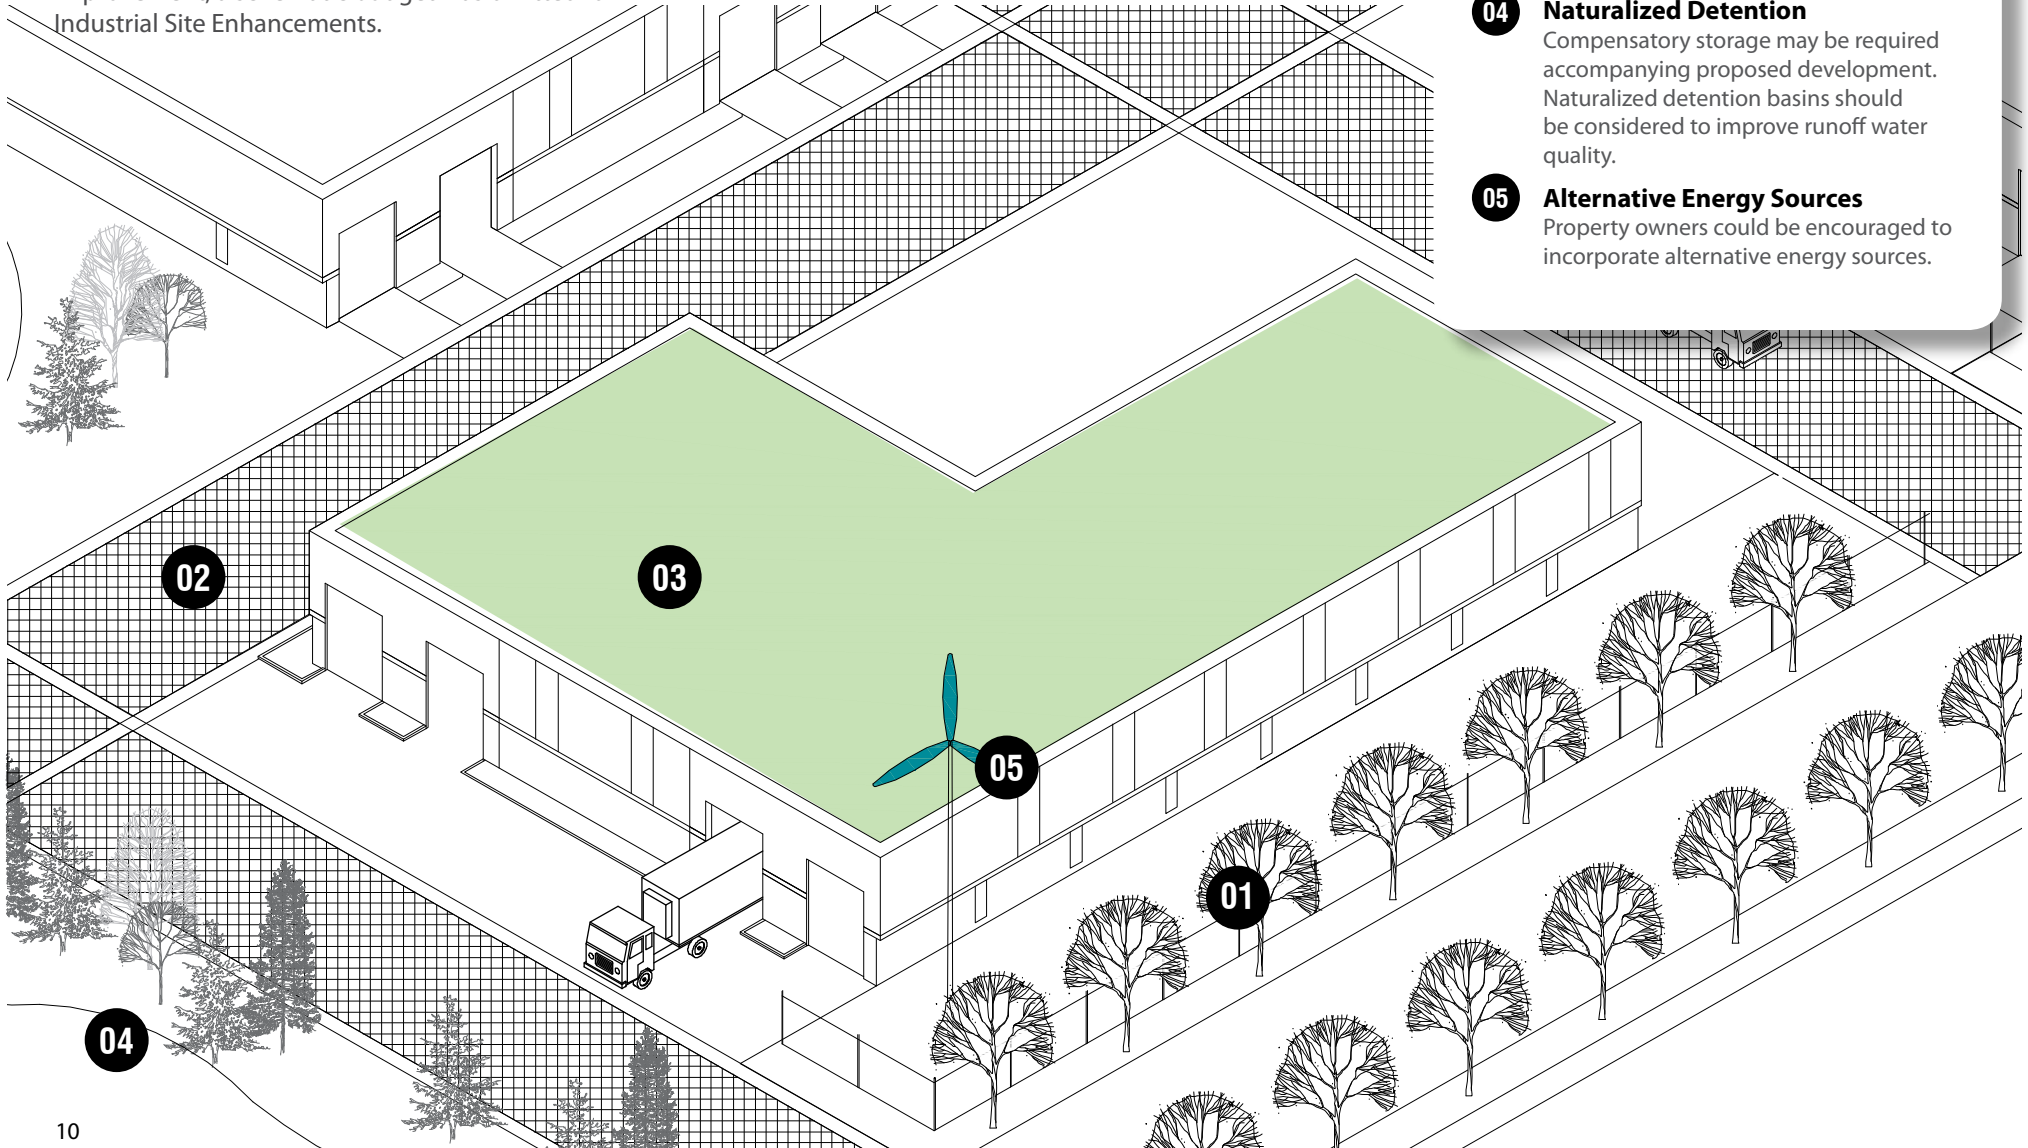 Industrial Site Enhancements.
04 Naturalized Detention
Compensatory storage may be required
accompanying proposed development.
Naturalized detention basins should
be considered to improve runoff water
quality.
05 Alternative Energy Sources
Property owners could be encouraged to
incorporate alternative energy sources.
02
03
05
01
04
10